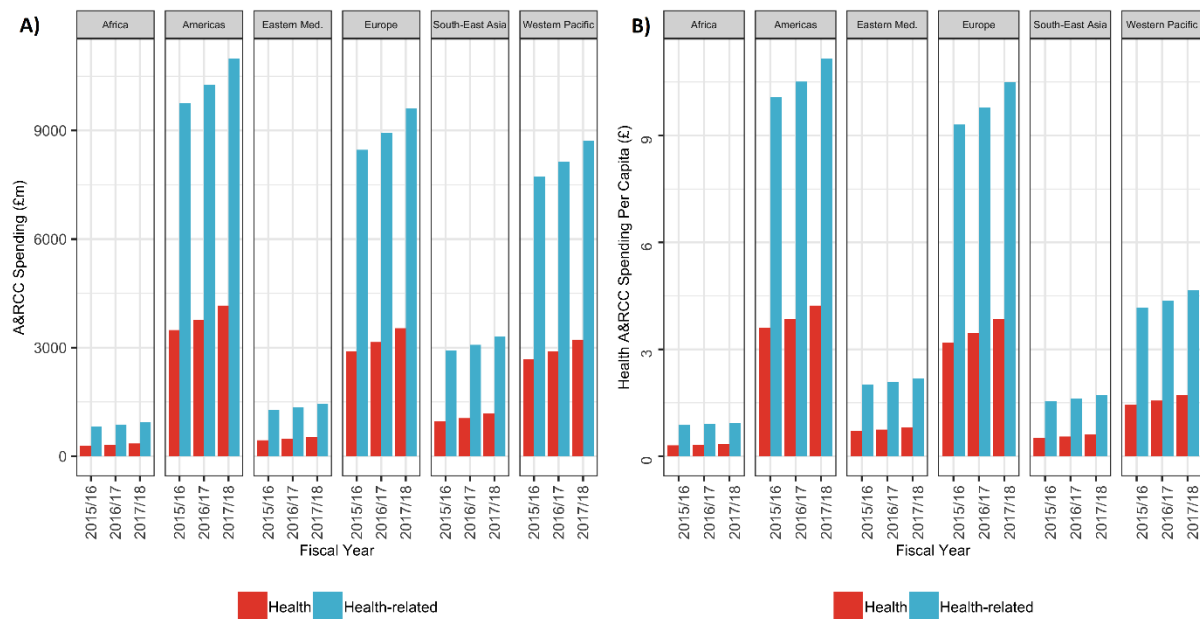 A)
Africa
Americas
Eastern Med.
Europe
South-East Asia
Western Pacific
A&RCC Spending (£m)
9000
6000
3000
0
2015/16
2016/17
2017/18
2015/16
2016/17
2017/18
2015/16
2016/17
2017/18
2015/16
2016/17
2017/18
2015/16
2016/17
2017/18
2015/16
2016/17
2017/18
Fiscal Year
Health
Health-related
B)
Africa
Americas
Eastern Med.
Europe
South-East Asia
Western Pacific
Health A&RCC Spending Per Capita (£)
9
6
3
0
2015/16
2016/17
2017/18
2015/16
2016/17
2017/18
2015/16
2016/17
2017/18
2015/16
2016/17
2017/18
2015/16
2016/17
2017/18
2015/16
2016/17
2017/18
Fiscal Year
Health
Health-related